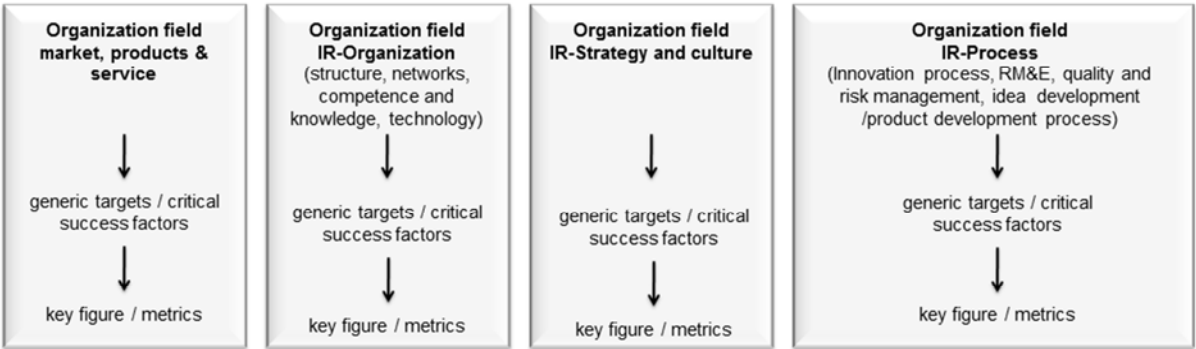 Organization field
market, products &
service
generic targets / critical
success factors
key figure / metrics
Organization field
IR-Organization
(structure, networks,
competence and
knowledge, technology)
generic targets / critical
success factors
key figure / metrics
Organization field
IR-Strategy and culture
generic targets / critical
success factors
key figure / metrics
Organization field
IR-Process
(Innovation process, RM&E, quality and
risk management, idea development
/product development process)
generic targets / critical
success factors
key figure / metrics